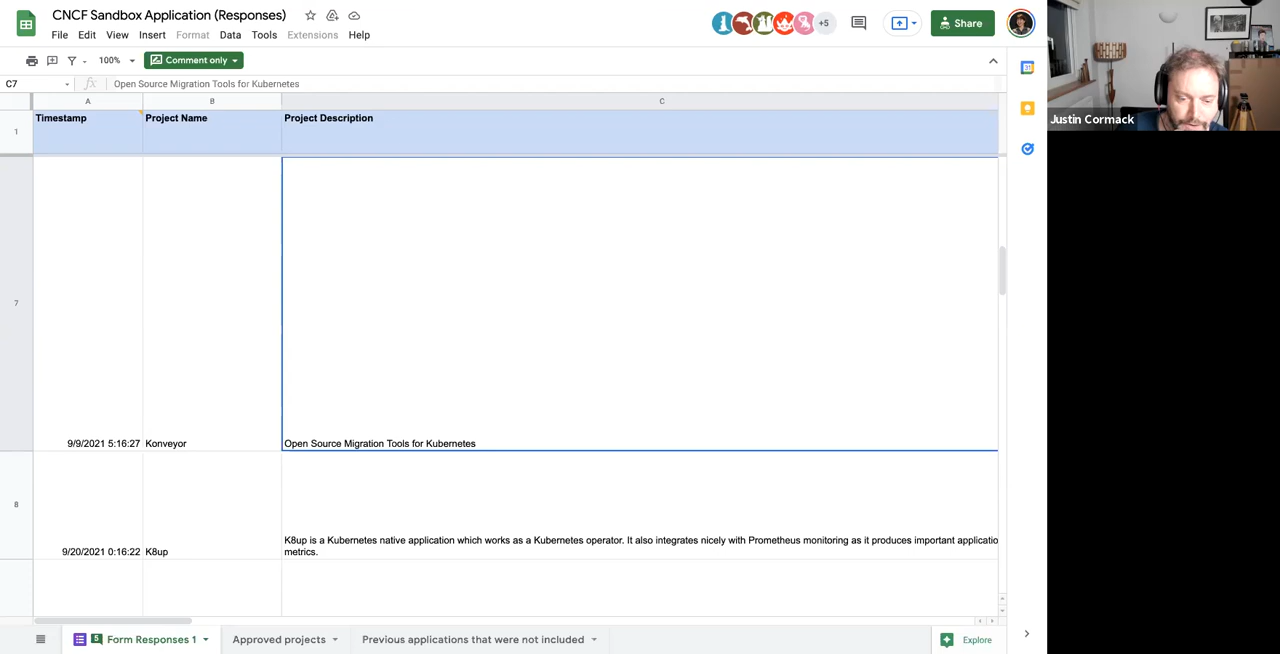 CNCF Sandbox Application (Responses)
File Edit View Insert Format Data Tools Extensions Help
+5
Share
100%
Comment only
C7
fx
Open Source Migration Tools for Kubernetes
A B C
1
Timestamp Project Name Project Description
7
9/9/2021 5:16:27 Konveyor Open Source Migration Tools for Kubernetes
8
K8up is a Kubernetes native application which works as a Kubernetes operator. It also integrates nicely with Prometheus monitoring as it produces important applicatio
9/20/2021 0:16:22 K8up metrics.
5 Form Responses 1 Approved projects Previous applications that were not included
Explore
31
Justin Cormack